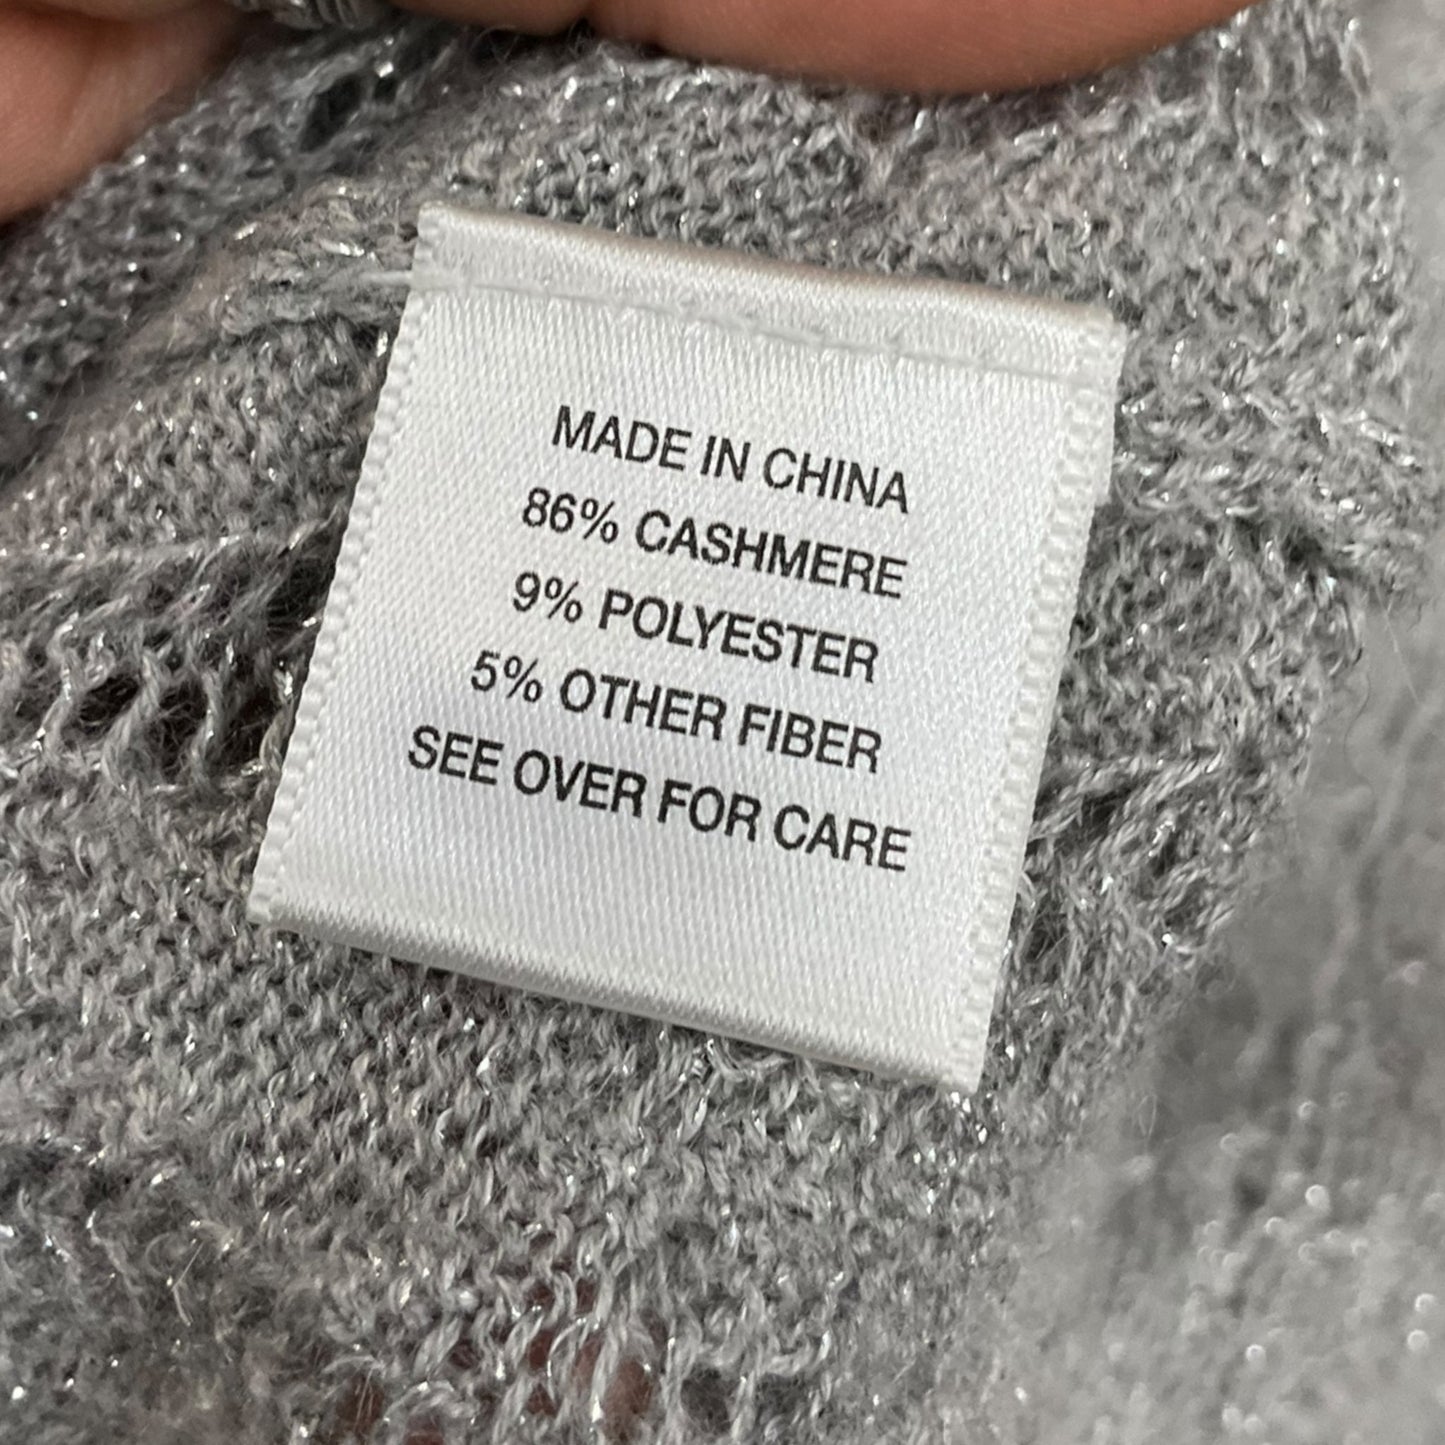 MADE IN CHINA
86% CASHMERE
9% POLYESTER
5% OTHER FIBER
SEE OVER FOR CARE